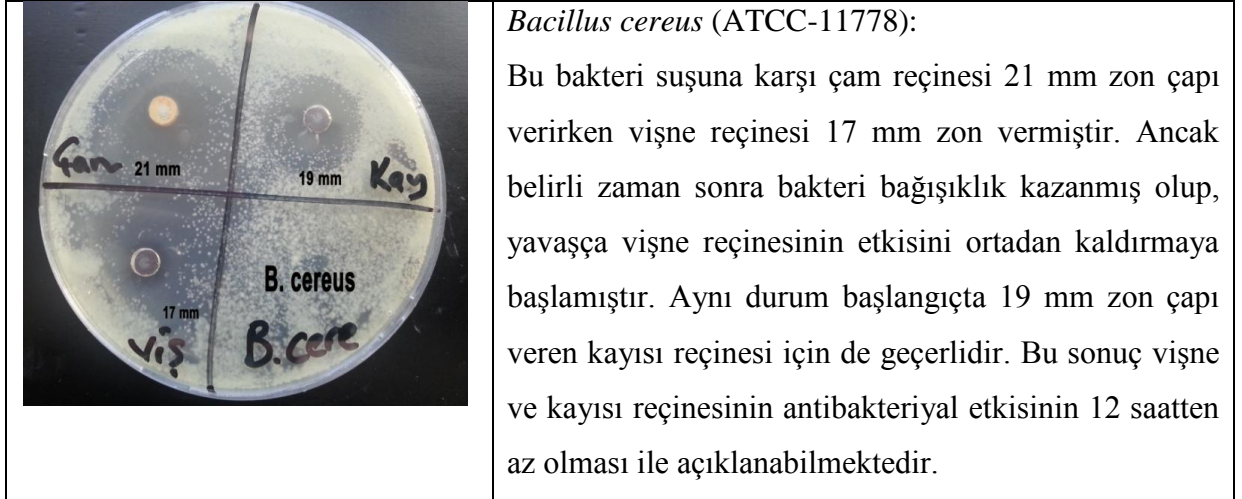 Bacillus cereus (ATCC-11778):
Bu bakteri suşuna karşı çam reçinesi 21 mm zon çapı
verirken vişne reçinesi 17 mm zon vermiştir. Ancak
belirli zaman sonra bakteri bağışıklık kazanmış olup,
yavaşça vişne reçinesinin etkisini ortadan kaldırmaya
başlamıştır. Aynı durum başlangıçta 19 mm zon çapı
veren kayısı reçinesi için de geçerlidir. Bu sonuç vişne
ve kayısı reçinesinin antibakteriyal etkisinin 12 saatten
az olması ile açıklanabilmektedir.
Çam
21 mm
19 mm
Kay
B. cereus
17 mm
viş
B. cere